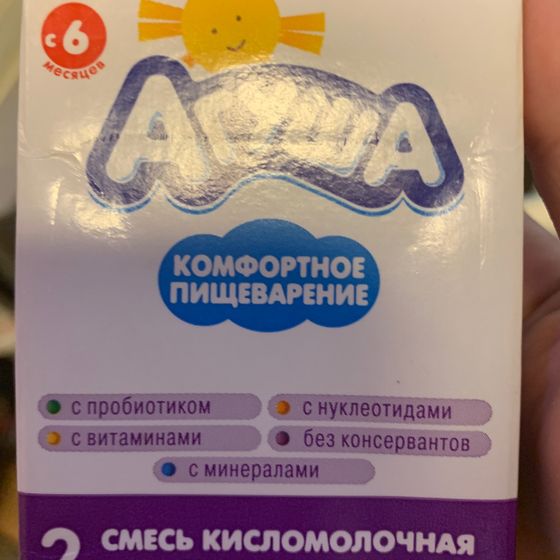 с 6
месяцев
АГУША
КОМФОРТНОЕ
ПИЩЕВАРЕНИЕ
с пробиотиком
с нуклеотидами
с витаминами
без консервантов
с минералами
2 СМЕСЬ КИСЛОМОЛОЧНАЯ